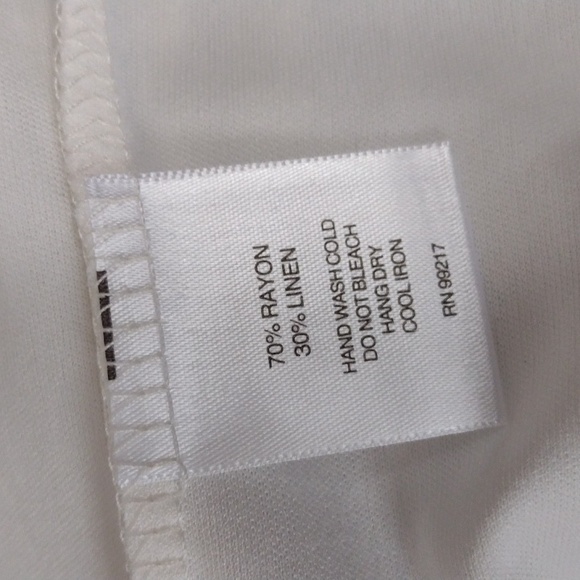 70% RAYON
30% LINEN
HAND WASH COLD
DO NOT BLEACH
HANG DRY
COOL IRON
RN 99217